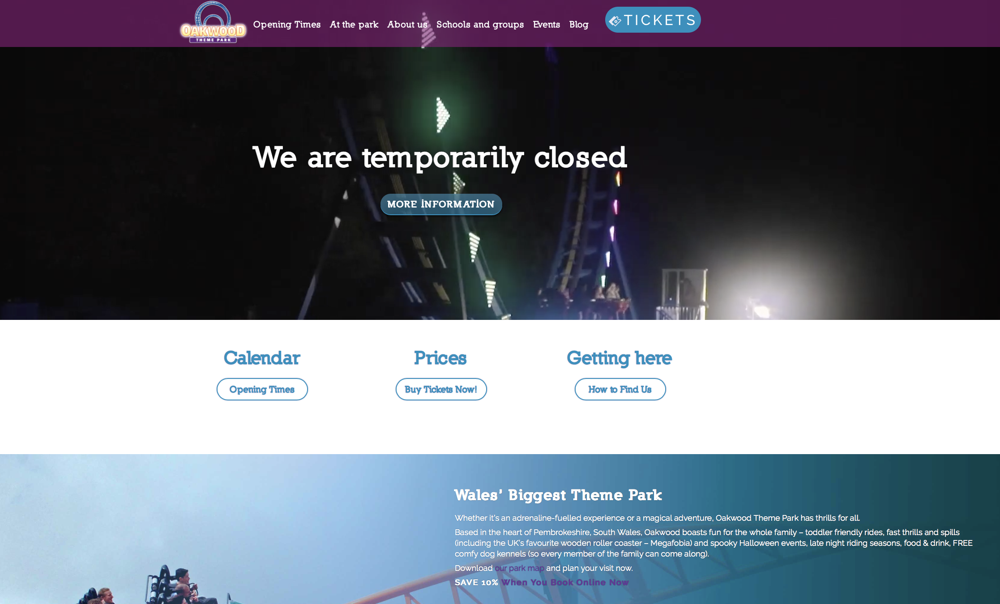 OAKWOOD
THEME PARK
Opening Times At the park About us Schools and groups Events Blog
TICKETS
We are temporarily closed
MORE INFORMATION
Calendar
Opening Times
Prices
Buy Tickets Now!
Getting here
How to Find Us
Wales' Biggest Theme Park
Whether it's an adrenaline-fuelled experience or a magical adventure, Oakwood Theme Park has thrills for all.
Based in the heart of Pembrokeshire, South Wales, Oakwood boasts fun for the whole family – toddler friendly rides, fast thrills and spills
(including the UK's favourite wooden roller coaster – Megafobia) and spooky Halloween events, late night riding seasons, food & drink, FREE
comfy dog kennels (so every member of the family can come along).
Download our park map and plan your visit now.
SAVE 10% When You Book Online Now